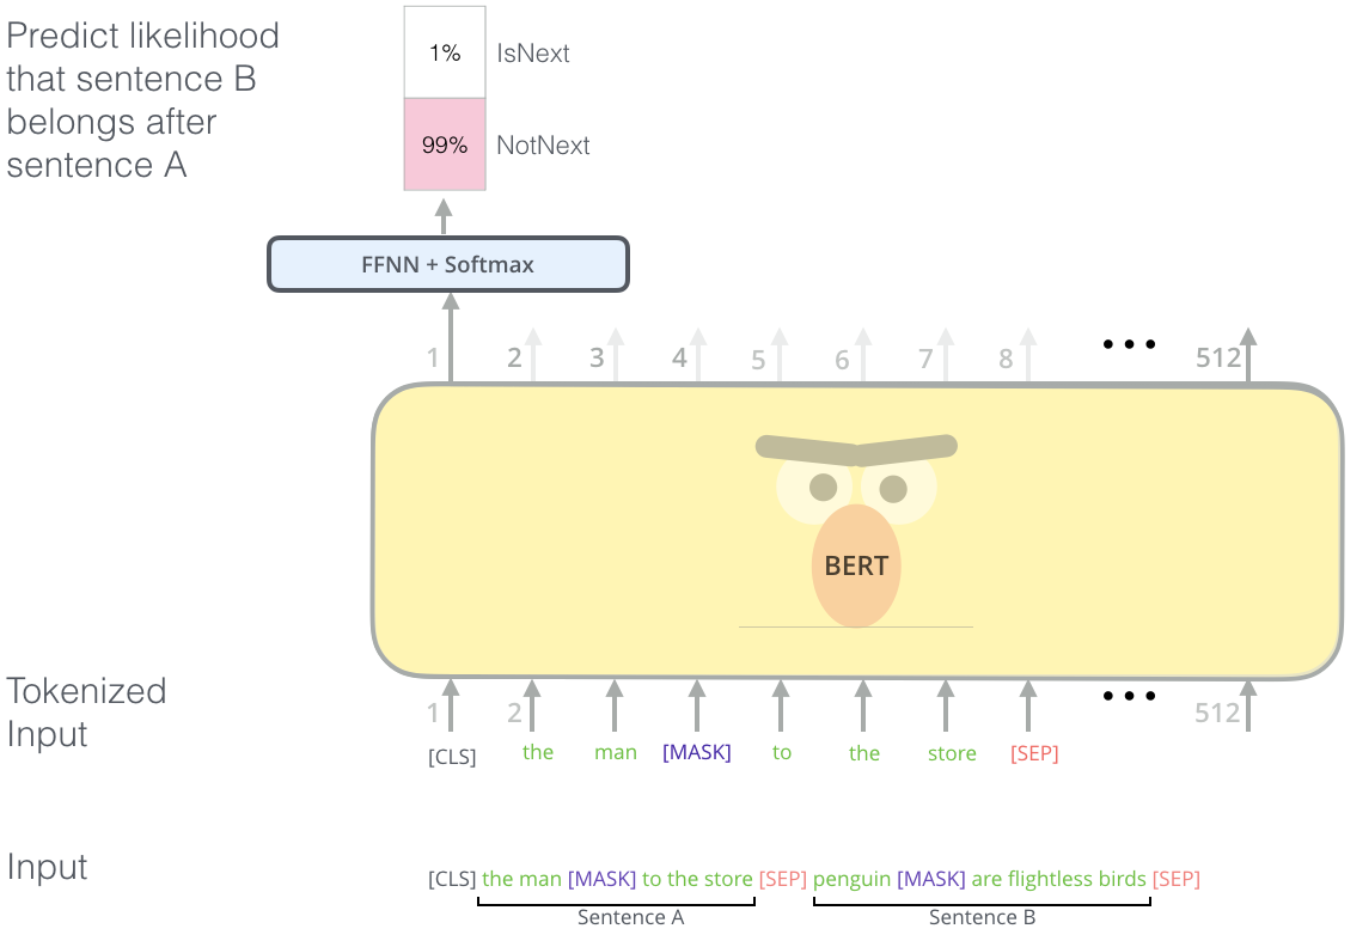 Predict likelihood
that sentence B
belongs after
sentence A
1% IsNext
99% NotNext
FFNN + Softmax
1 2 3 4 5 6 7 8 ••• 512
BERT
Tokenized
Input
1 2 ••• 512
[CLS] the man [MASK] to the store [SEP]
Input
[CLS] the man [MASK] to the store [SEP] penguin [MASK] are flightless birds [SEP]
Sentence A Sentence B